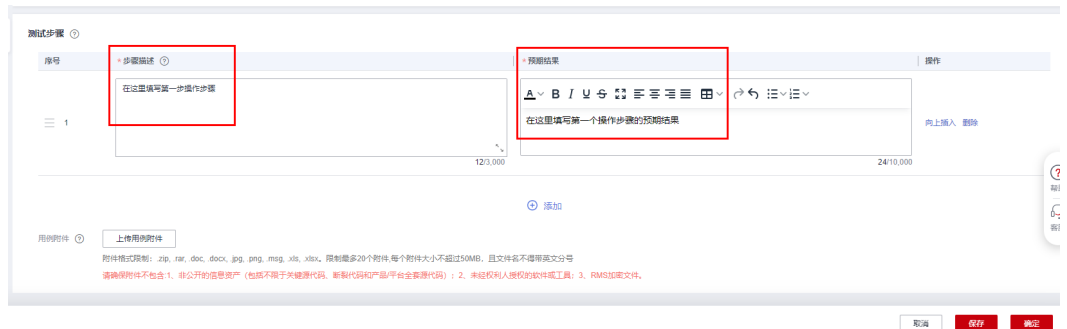 测试步骤 ?
序号 * 步骤描述 ? * 预期结果 操作
在这里填写第一步操作步骤
A B I U S
1 在这里填写第一个操作步骤的预期结果 向上插入 删除
12/3,000 24/10,000
添加
用例附件 ? 上传用例附件
附件格式限制：.zip, .rar, .doc, .docx, .jpg, .png, .msg, .xls, .xlsx。限制最多20个附件,每个附件大小不超过50MB，且文件名不得带英文分号
请确保附件不包含:1、非公开的信息资产（包括不限于关键源代码、断裂代码和产品/平台全套源代码）；2、未经权利人授权的软件或工具；3、RMS加密文件。
取消 保存 确定